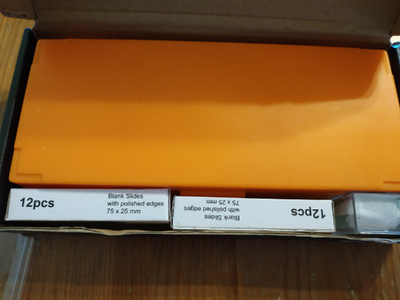 12pcs
Blank Slides
with polished edges
75 x 25 mm
12pcs
Blank Slides
with polished edges
75 x 25 mm